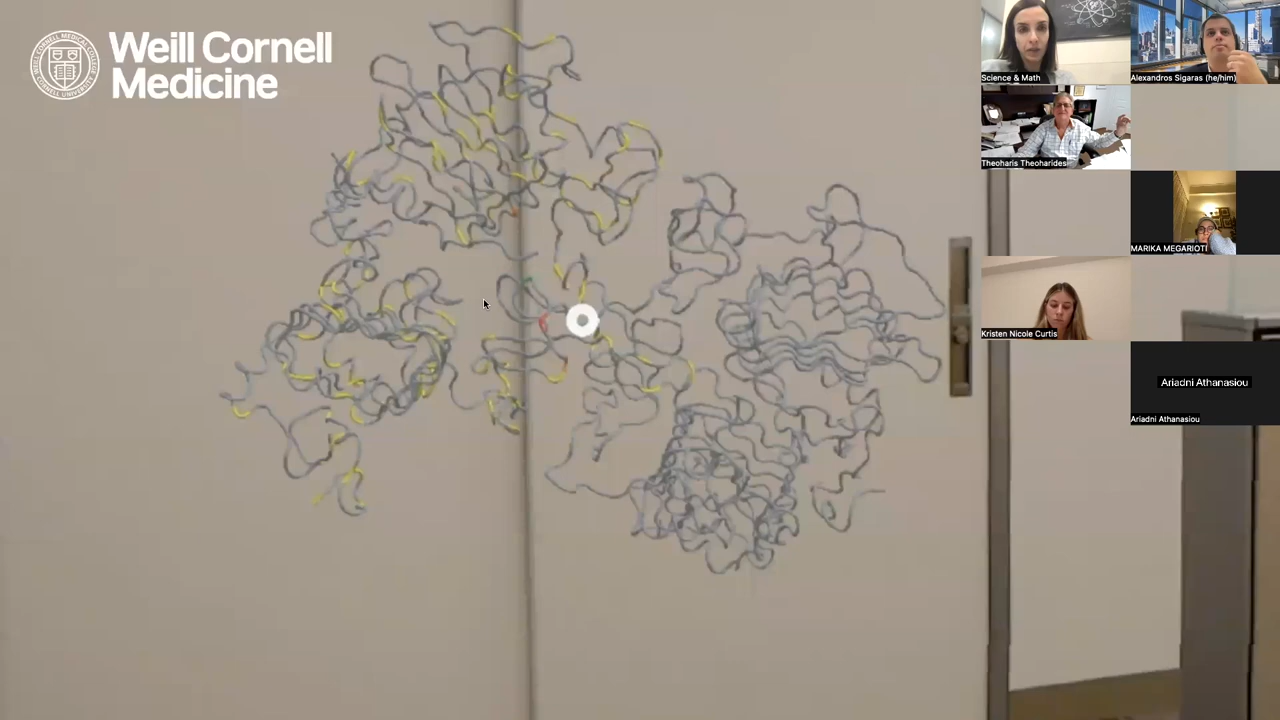 Weill Cornell
Medicine
Science & Math
Alexandros Sigaras (he/him)
Theoharis Theoharides
MARIKA MEGARIOTI
Kristen Nicole Curtis
Ariadni Athanasiou
Ariadni Athanasiou